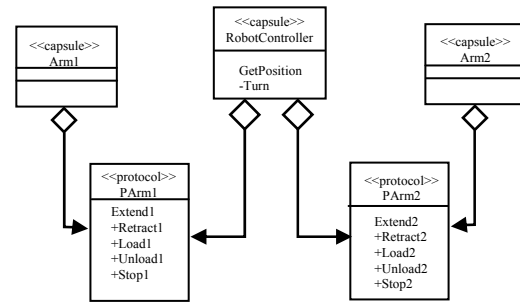 <<capsule>>
Arm1
<<capsule>>
RobotController
GetPosition
-Turn
<<capsule>>
Arm2
<<protocol>>
PArm1
Extend1
+Retract1
+Load1
+Unload1
+Stop1
<<protocol>>
PArm2
Extend2
+Retract2
+Load2
+Unload2
+Stop2